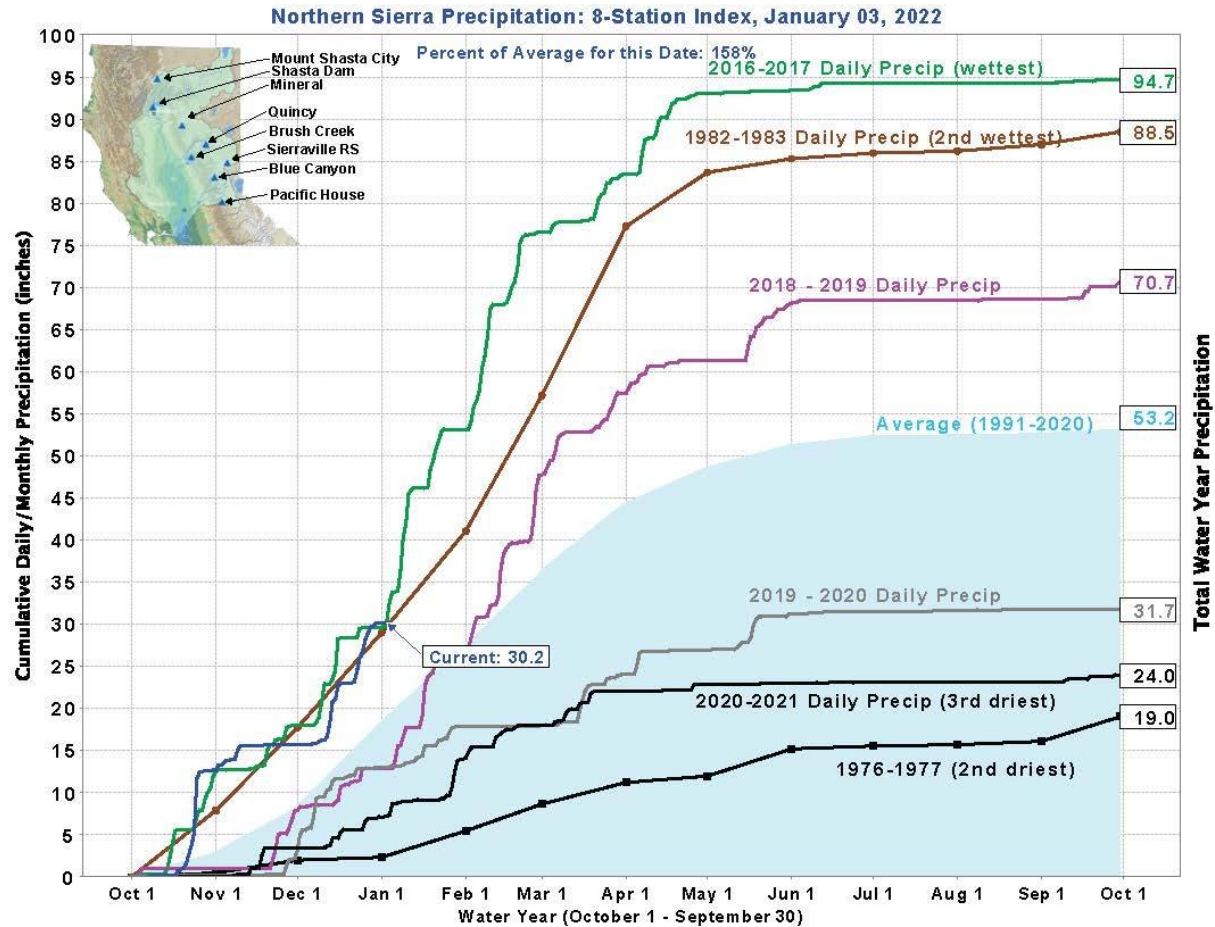 Northern Sierra Precipitation: 8-Station Index, January 03, 2022
Percent of Average for this Date: 158%
Mount Shasta City
Shasta Dam
Mineral
Quincy
Brush Creek
Sierraville RS
Blue Canyon
Pacific House
2016-2017 Daily Precip (wettest)
94.7
1982-1983 Daily Precip (2nd wettest)
88.5
2018 - 2019 Daily Precip
70.7
Average (1991-2020)
53.2
2019 - 2020 Daily Precip
31.7
Current: 30.2
2020-2021 Daily Precip (3rd driest)
24.0
1976-1977 (2nd driest)
19.0
Cumulative Daily/Monthly Precipitation (inches)
100
95
90
85
80
75
70
65
60
55
50
45
40
35
30
25
20
15
10
5
0
Total Water Year Precipitation
Oct 1 Nov 1 Dec 1 Jan 1 Feb 1 Mar 1 Apr 1 May 1 Jun 1 Jul 1 Aug 1 Sep 1 Oct 1
Water Year (October 1 - September 30)